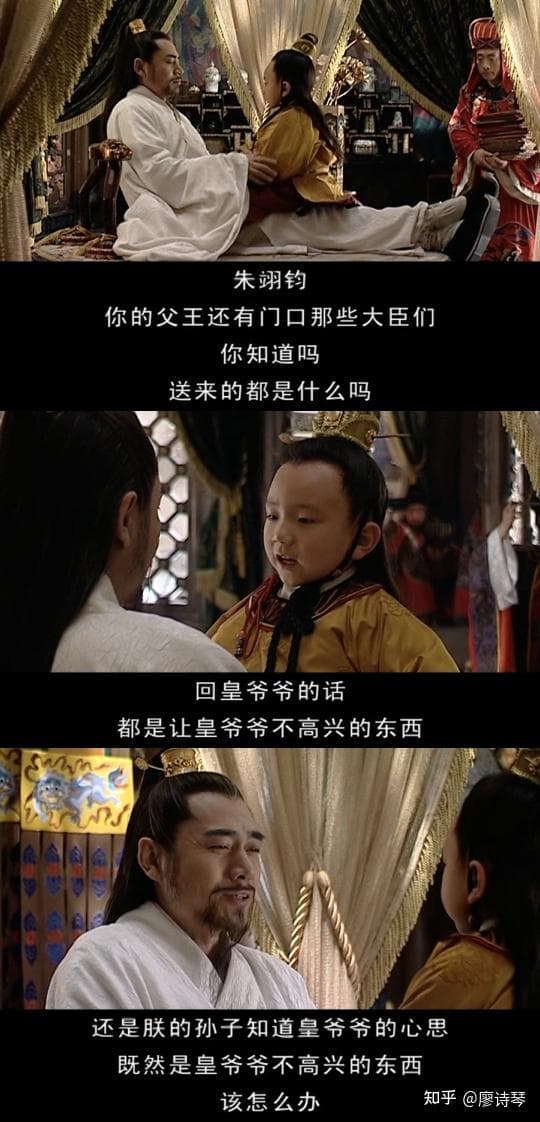 朱翊钧
你的父王还有门口那些大臣们
你知道吗
送来的都是什么吗
回皇爷爷的话
都是让皇爷爷不高兴的东西
还是朕的孙子知道皇爷爷的心思
既然是皇爷爷不高兴的东西
该怎么办
知乎 @廖诗琴